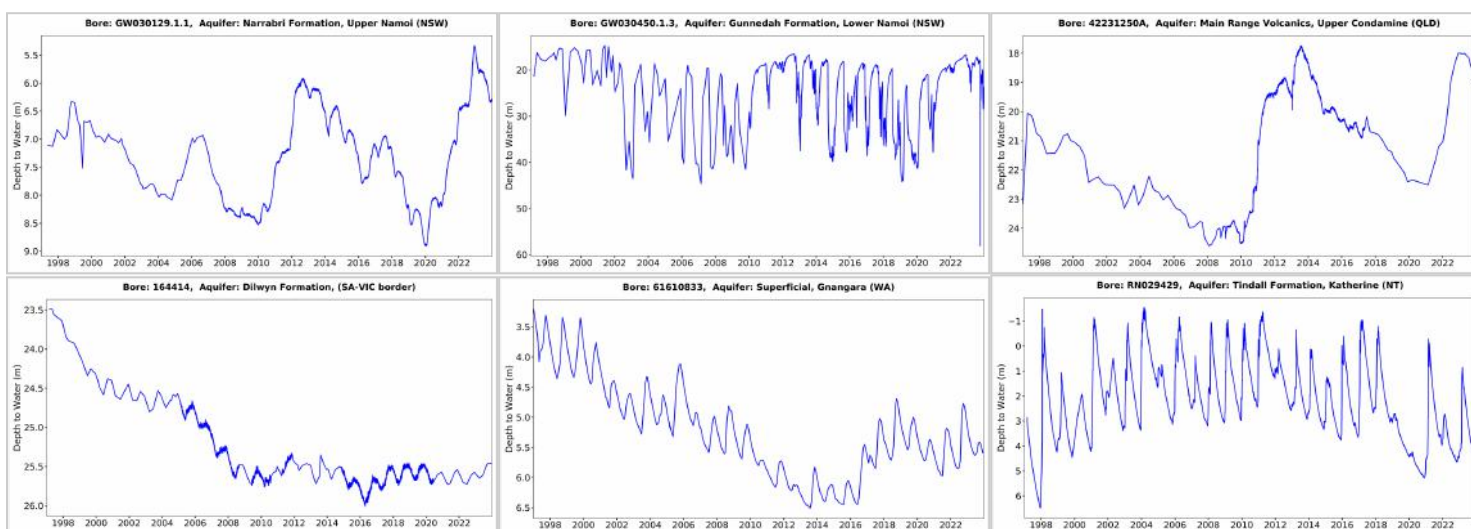 Bore: GW030129.1.1, Aquifer: Narrabri Formation, Upper Namoi (NSW)
Depth to Water (m)
5.5
6.0
6.5
7.0
7.5
8.0
8.5
9.0
1998 2000 2002 2004 2006 2008 2010 2012 2014 2016 2018 2020 2022
Bore: GW030450.1.3, Aquifer: Gunnedah Formation, Lower Namoi (NSW)
Depth to Water (m)
20
30
40
50
60
1998 2000 2002 2004 2006 2008 2010 2012 2014 2016 2018 2020 2022
Bore: 42231250A, Aquifer: Main Range Volcanics, Upper Condamine (QLD)
Depth to Water (m)
18
19
20
21
22
23
24
1998 2000 2002 2004 2006 2008 2010 2012 2014 2016 2018 2020 2022
Bore: 164414, Aquifer: Dilwyn Formation, (SA-VIC border)
Depth to Water (m)
23.5
24.0
24.5
25.0
25.5
26.0
1998 2000 2002 2004 2006 2008 2010 2012 2014 2016 2018 2020 2022
Bore: 61610833, Aquifer: Superficial, Gnangara (WA)
Depth to Water (m)
3.5
4.0
4.5
5.0
5.5
6.0
6.5
1998 2000 2002 2004 2006 2008 2010 2012 2014 2016 2018 2020 2022
Bore: RN029429, Aquifer: Tindall Formation, Katherine (NT)
Depth to Water (m)
−1
0
1
2
3
4
5
6
1998 2000 2002 2004 2006 2008 2010 2012 2014 2016 2018 2020 2022